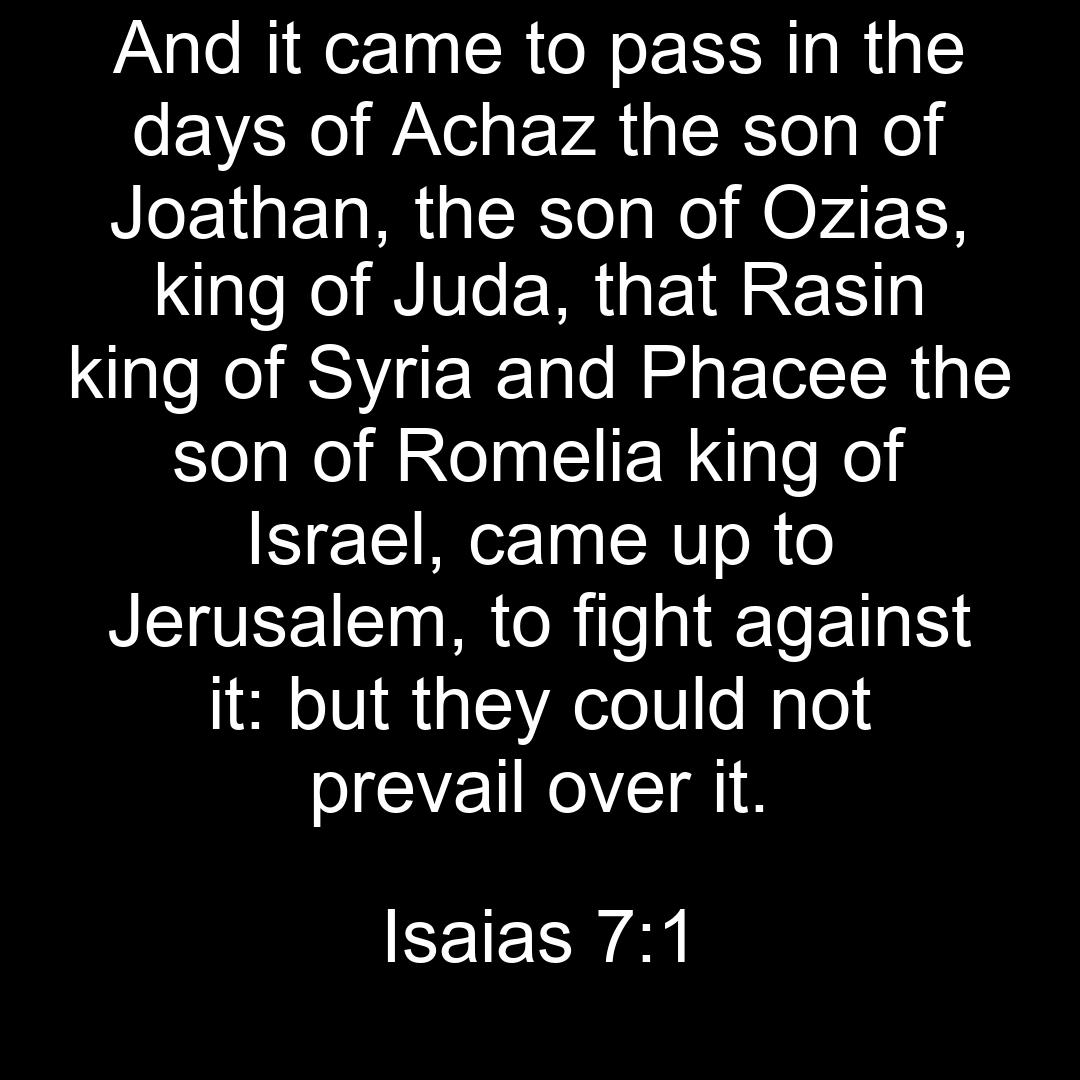 And it came to pass in the
days of Achaz the son of
Joathan, the son of Ozias,
king of Juda, that Rasin
king of Syria and Phacee the
son of Romelia king of
Israel, came up to
Jerusalem, to fight against
it: but they could not
prevail over it.
Isaias 7:1